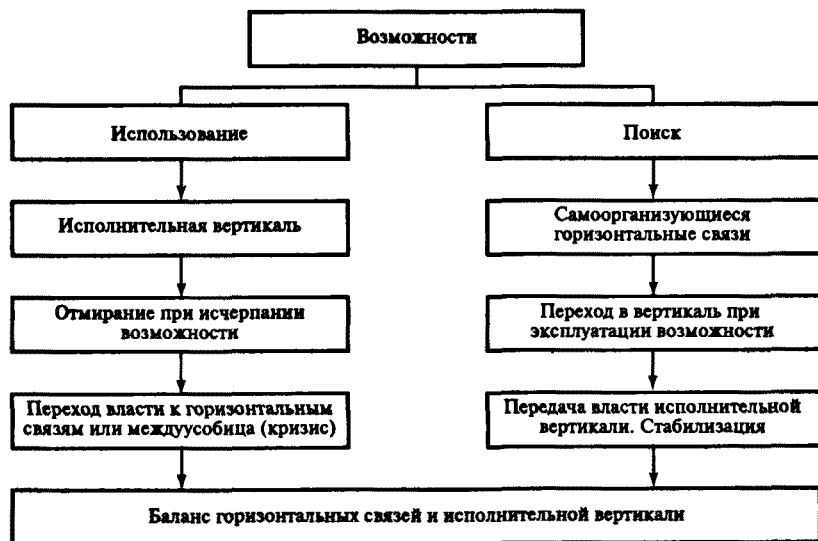 Возможности
Использование
Поиск
Исполнительная вертикаль
Самоорганизующиеся
горизонтальные связи
Отмирание при исчерпании
возможности
Переход в вертикаль при
эксплуатации возможности
Переход власти к горизонтальным
связям или междуусобица (кризис)
Передача власти исполнительной
вертикали. Стабилизация
Баланс горизонтальных связей и исполнительной вертикали